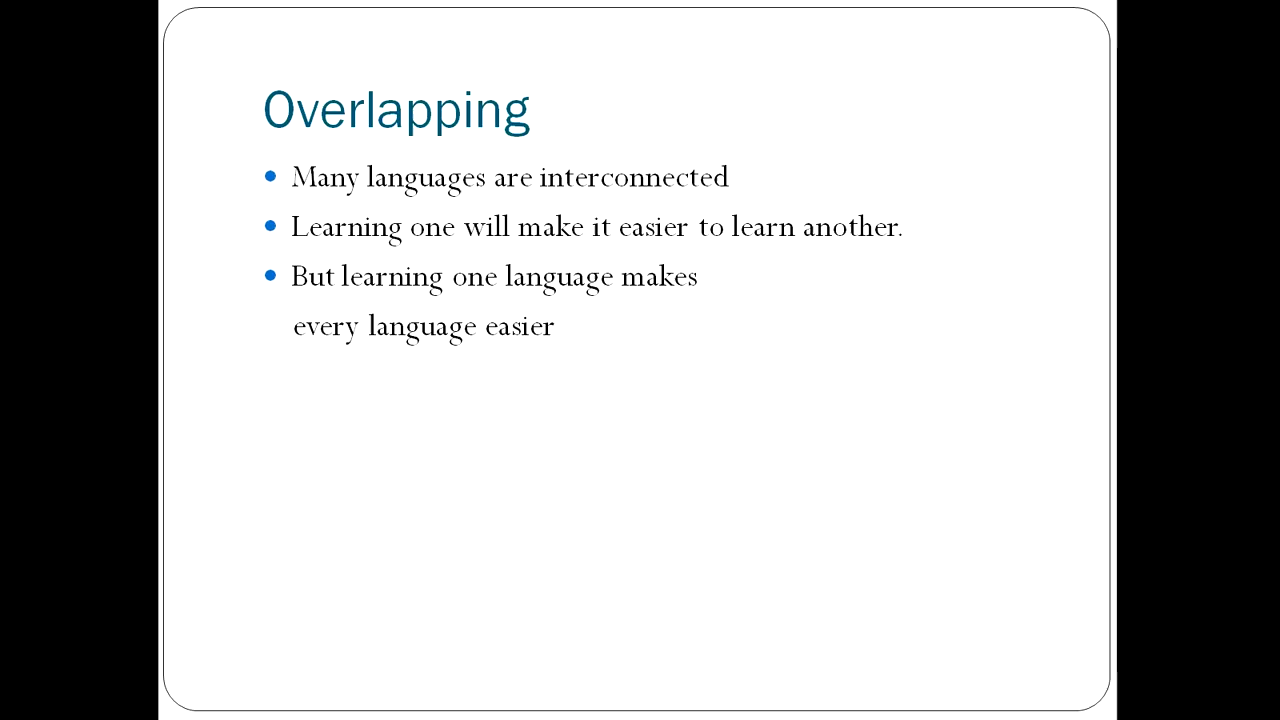 Overlapping
Many languages are interconnected
Learning one will make it easier to learn another.
But learning one language makes
every language easier